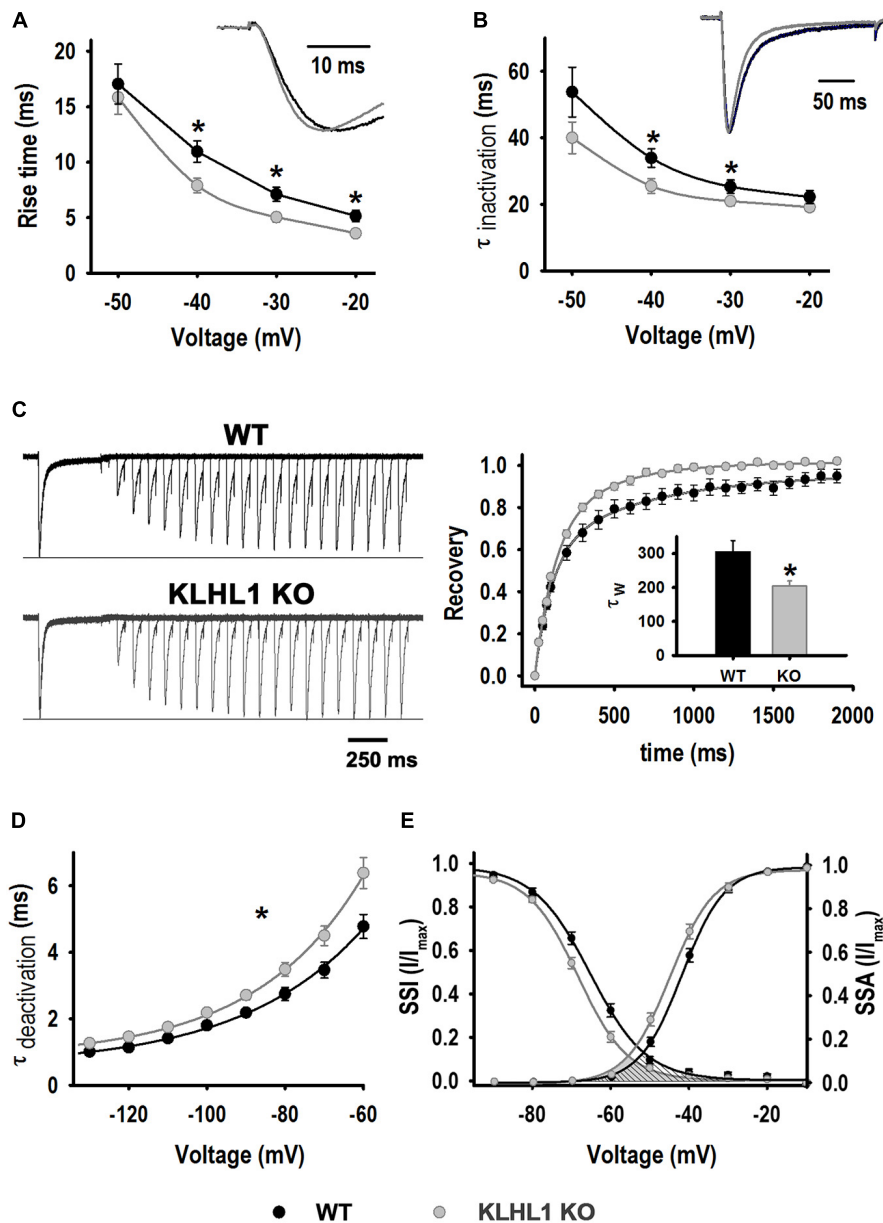 A
20
15
10
5
0
Rise time (ms)
10 ms
*
*
*
-50 -40 -30 -20
Voltage (mV)
B
60
40
20
0
τ inactivation (ms)
50 ms
*
*
-50 -40 -30 -20
Voltage (mV)
C
WT
KLHL1 KO
250 ms
1.0
0.8
0.6
0.4
0.2
0.0
Recovery
300
200
100
0
τw
*
WT KO
0 500 1000 1500 2000
time (ms)
D
6
4
2
0
τ deactivation (ms)
*
-120 -100 -80 -60
Voltage (mV)
E
1.0
0.8
0.6
0.4
0.2
0.0
SSI (I/Imax)
1.0
0.8
0.6
0.4
0.2
0.0
SSA (I/Imax)
-80 -60 -40 -20
Voltage (mV)
WT KLHL1 KO